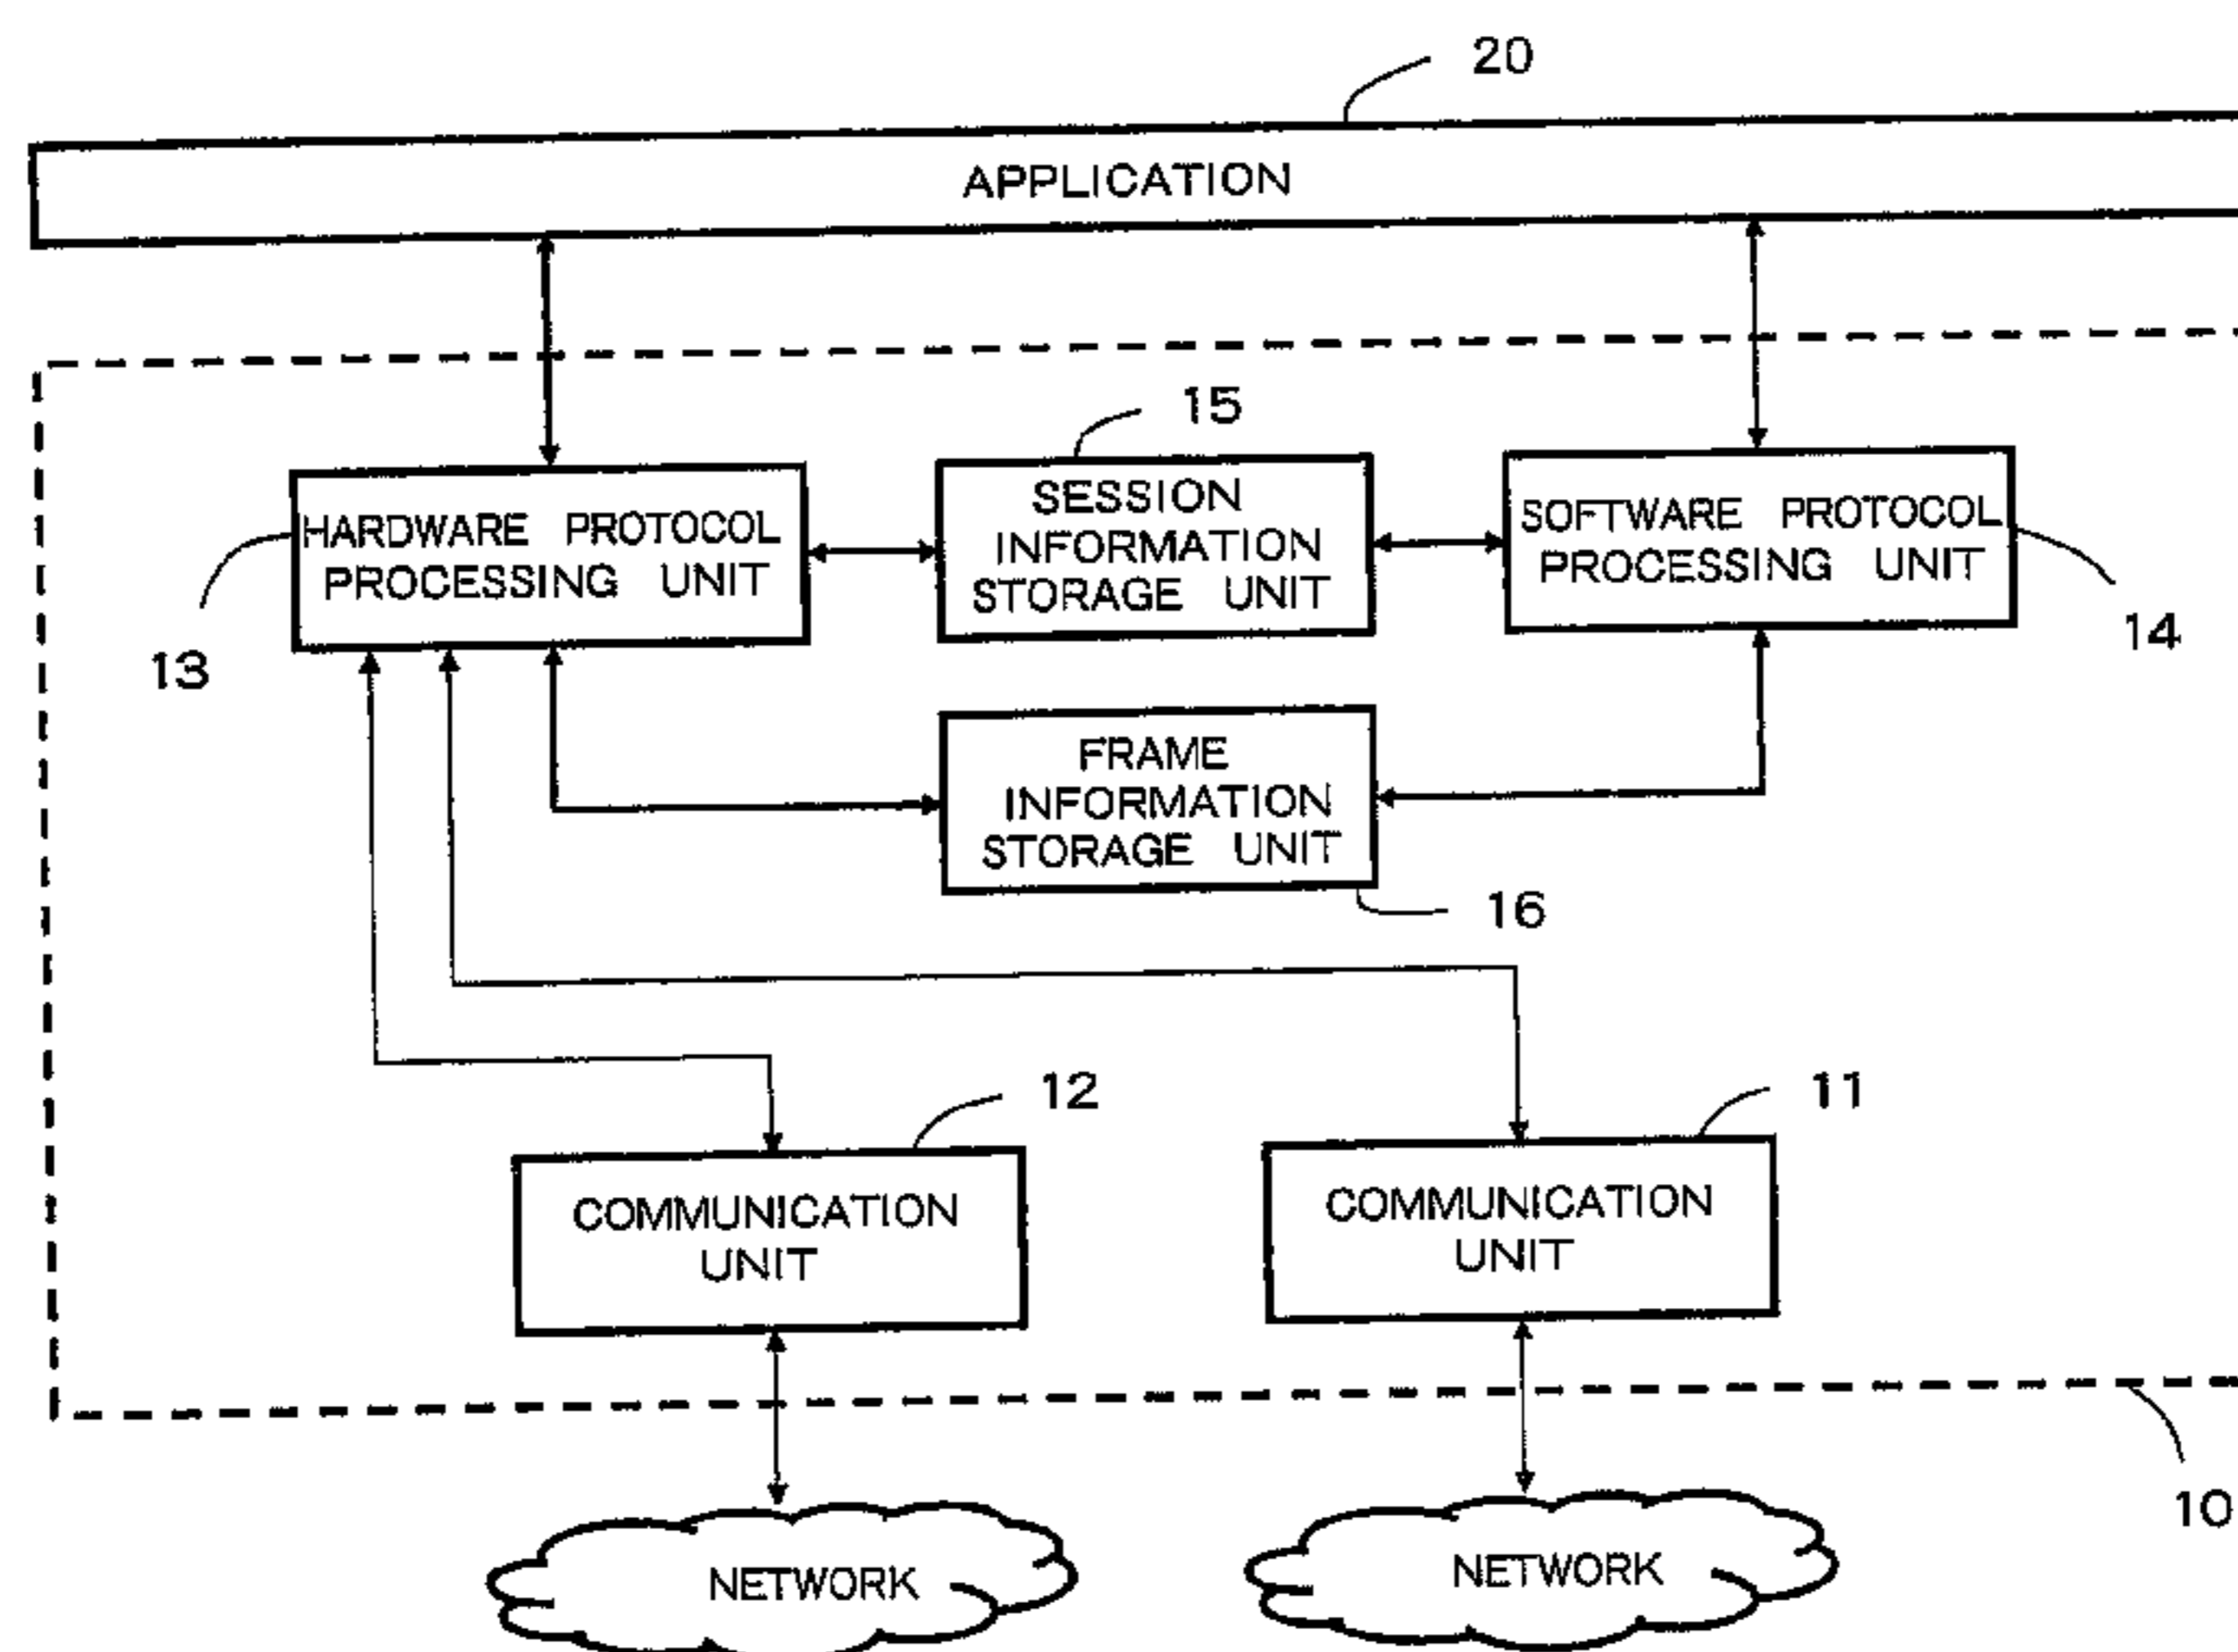 20
APPLICATION
15
HARDWARE PROTOCOL
PROCESSING UNIT
13
SESSION
INFORMATION
STORAGE UNIT
SOFTWARE PROTOCOL
PROCESSING UNIT
14
FRAME
INFORMATION
STORAGE UNIT
16
12
11
COMMUNICATION
UNIT
COMMUNICATION
UNIT
10
NETWORK
NETWORK